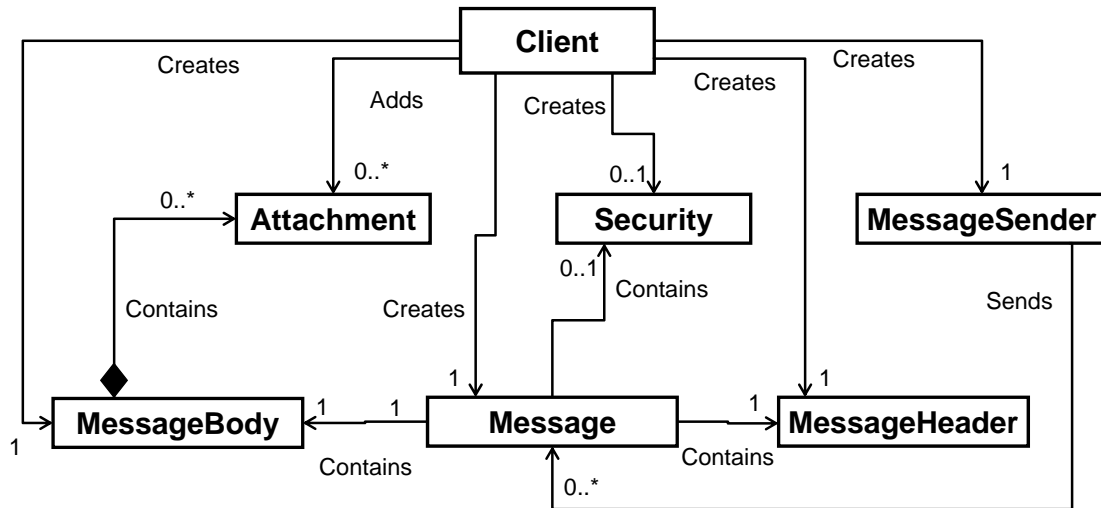 Client
Creates
Adds
Creates
Creates
Creates
0..*
0..1
1
0..*
Attachment
Security
MessageSender
0..1
Contains
Contains
Creates
Sends
1
1
MessageBody
1
1
Message
1
MessageHeader
1
Contains
Contains
0..*